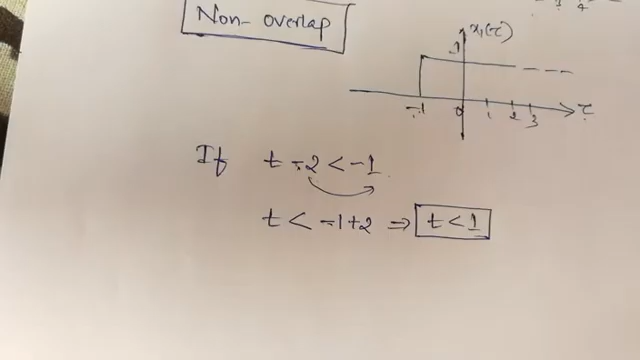 Non-overlap
x₁(τ)
1
-1 0 1 2 3 τ
If t-2 < -1
t < -1+2 ⇒ t < 1